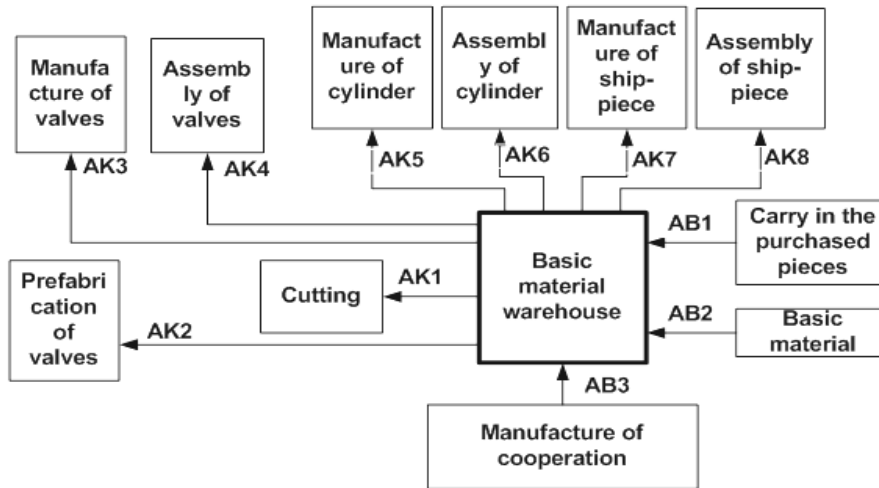 Manufa
cture of
valves
Assemb
ly of
valves
Manufact
ure of
cylinder
Assembl
y of
cylinder
Manufact
ure of
ship-
piece
Assembly
of ship-
piece
AK3
AK4
AK5
AK6
AK7
AK8
Prefabri
cation
of
valves
AK2
Cutting
AK1
Basic
material
warehouse
AB1
Carry in the
purchased
pieces
AB2
Basic
material
AB3
Manufacture of
cooperation